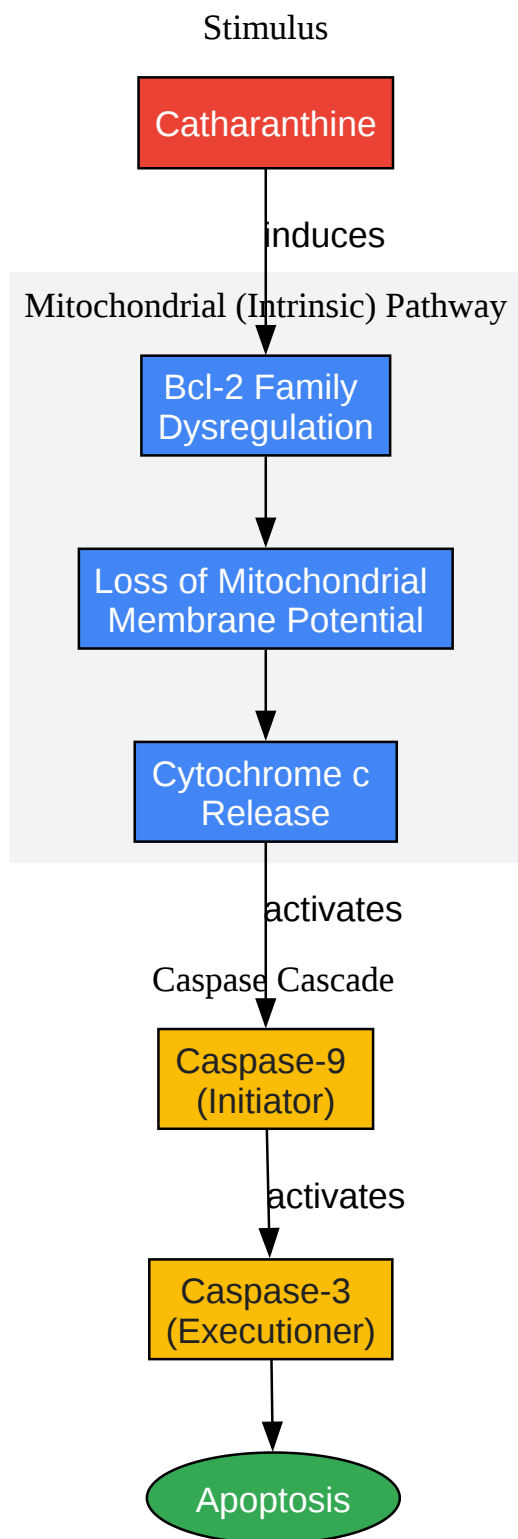 Stimulus
Catharanthine
induces
Mitochondrial (Intrinsic) Pathway
Bcl-2 Family
Dysregulation
Loss of Mitochondrial
Membrane Potential
Cytochrome c
Release
activates
Caspase Cascade
Caspase-9
(Initiator)
activates
Caspase-3
(Executioner)
Apoptosis